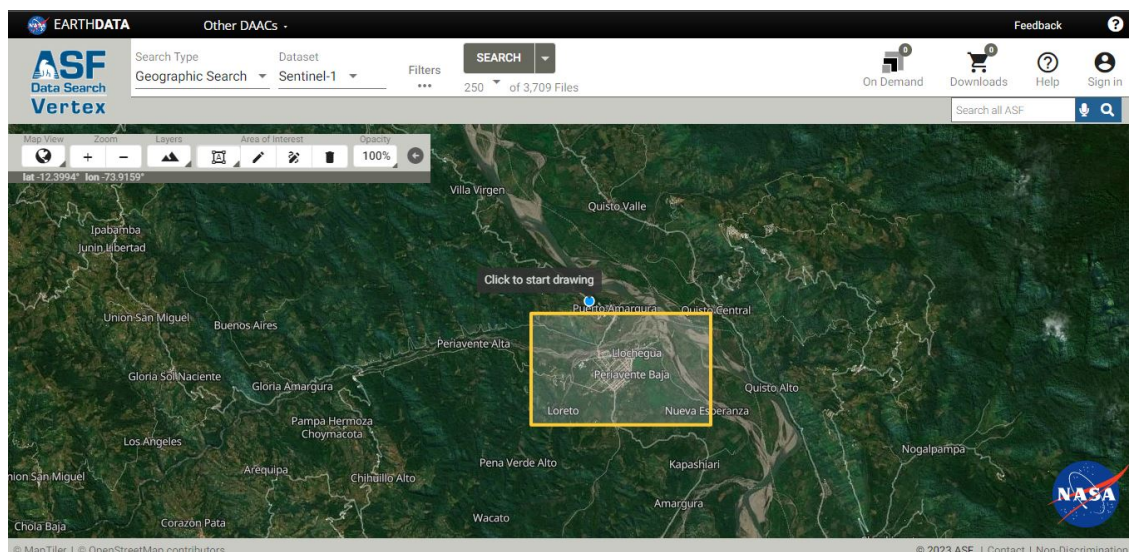 EARTHDATA Other DAACs Feedback ?
ASF
Data Search
Vertex
Search Type Dataset
Geographic Search Sentinel-1 Filters
SEARCH
250 of 3,709 Files
0 0
On Demand Downloads Help Sign in
Search all ASF
Map View Zoom Layers Area of Interest Opacity
+ − A 100%
lat -12.3994° lon -73.9159°
Villa Virgen
Quisto Valle
Ipabamba
Junin Libertad
Click to start drawing
Puerto Amargura Quisto Central
Union San Miguel Buenos Aires
Periavente Alta
Llochegua
Periavente Baja
Gloria Sol Naciente
Gloria Amargura Quisto Alto
Loreto Nueva Esperanza
Pampa Hermoza
Choymacota
Los Angeles Nogalpampa
Pena Verde Alto Kapashiari
Arequipa
nion San Miguel Chihuillo Alto
NASA
Amargura
Wacato
Chola Baja Corazón Pata
© MapTiler | © OpenStreetMap contributors © 2023 ASF | Contact | Non-Discrimination